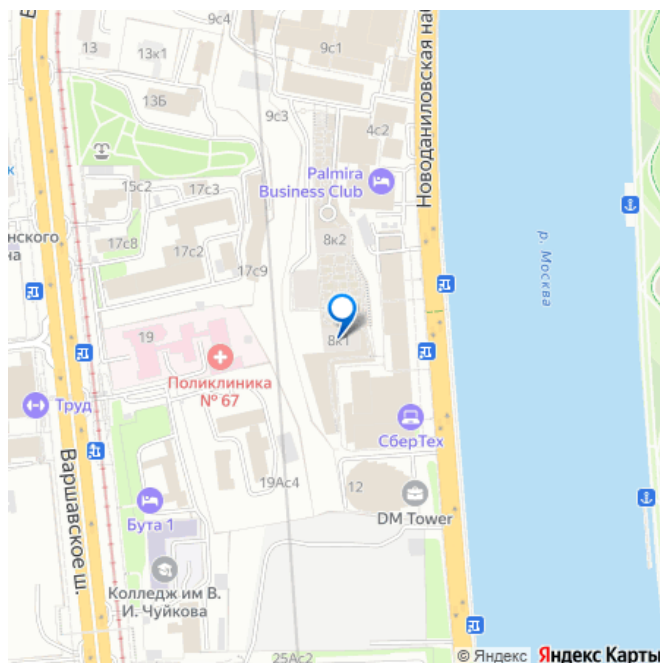 13
13к1
9с1
9с4
13Б
9с3
4с2
Новоданиловская наб
Palmira
Business Club
15с2
17с3
8к2
17с8
17с2
17с9
р. Москва
нского
на
19
8к1
Поликлиника
№ 67
Труд
СберТех
Варшавское ш.
19Ас4
12
DM Tower
Бута 1
Колледж им В.
И. Чуйкова
25Ас2
© Яндекс Яндекс Карты